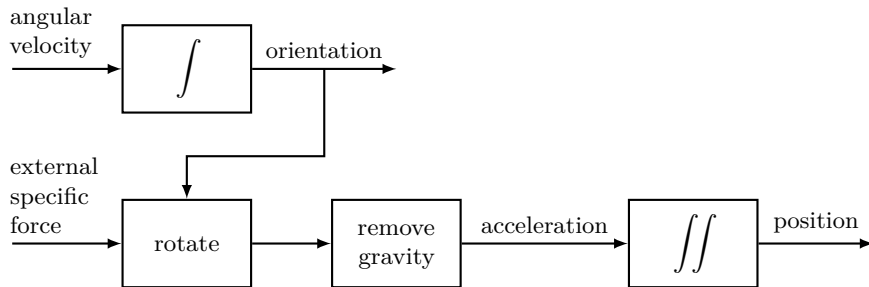 angular
velocity
∫
orientation
external
specific
force
rotate
remove
gravity
acceleration
∬
position